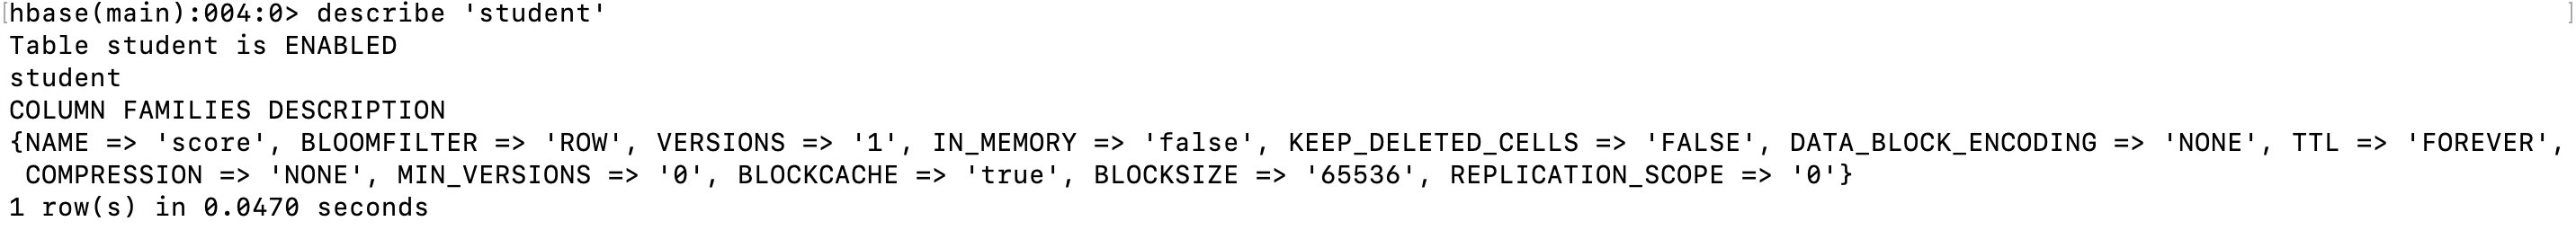 [hbase(main):004:0> describe 'student' ]
Table student is ENABLED
student
COLUMN FAMILIES DESCRIPTION
{NAME => 'score', BLOOMFILTER => 'ROW', VERSIONS => '1', IN_MEMORY => 'false', KEEP_DELETED_CELLS => 'FALSE', DATA_BLOCK_ENCODING => 'NONE', TTL => 'FOREVER',
 COMPRESSION => 'NONE', MIN_VERSIONS => '0', BLOCKCACHE => 'true', BLOCKSIZE => '65536', REPLICATION_SCOPE => '0'}
1 row(s) in 0.0470 seconds